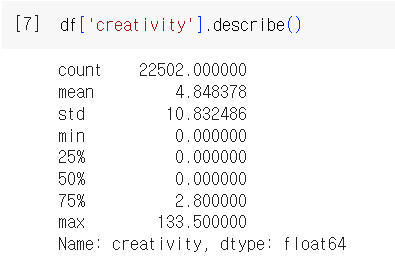 [7] df['creativity'].describe()
count 22502.000000
mean 4.848378
std 10.832486
min 0.000000
25% 0.000000
50% 0.000000
75% 2.800000
max 133.500000
Name: creativity, dtype: float64